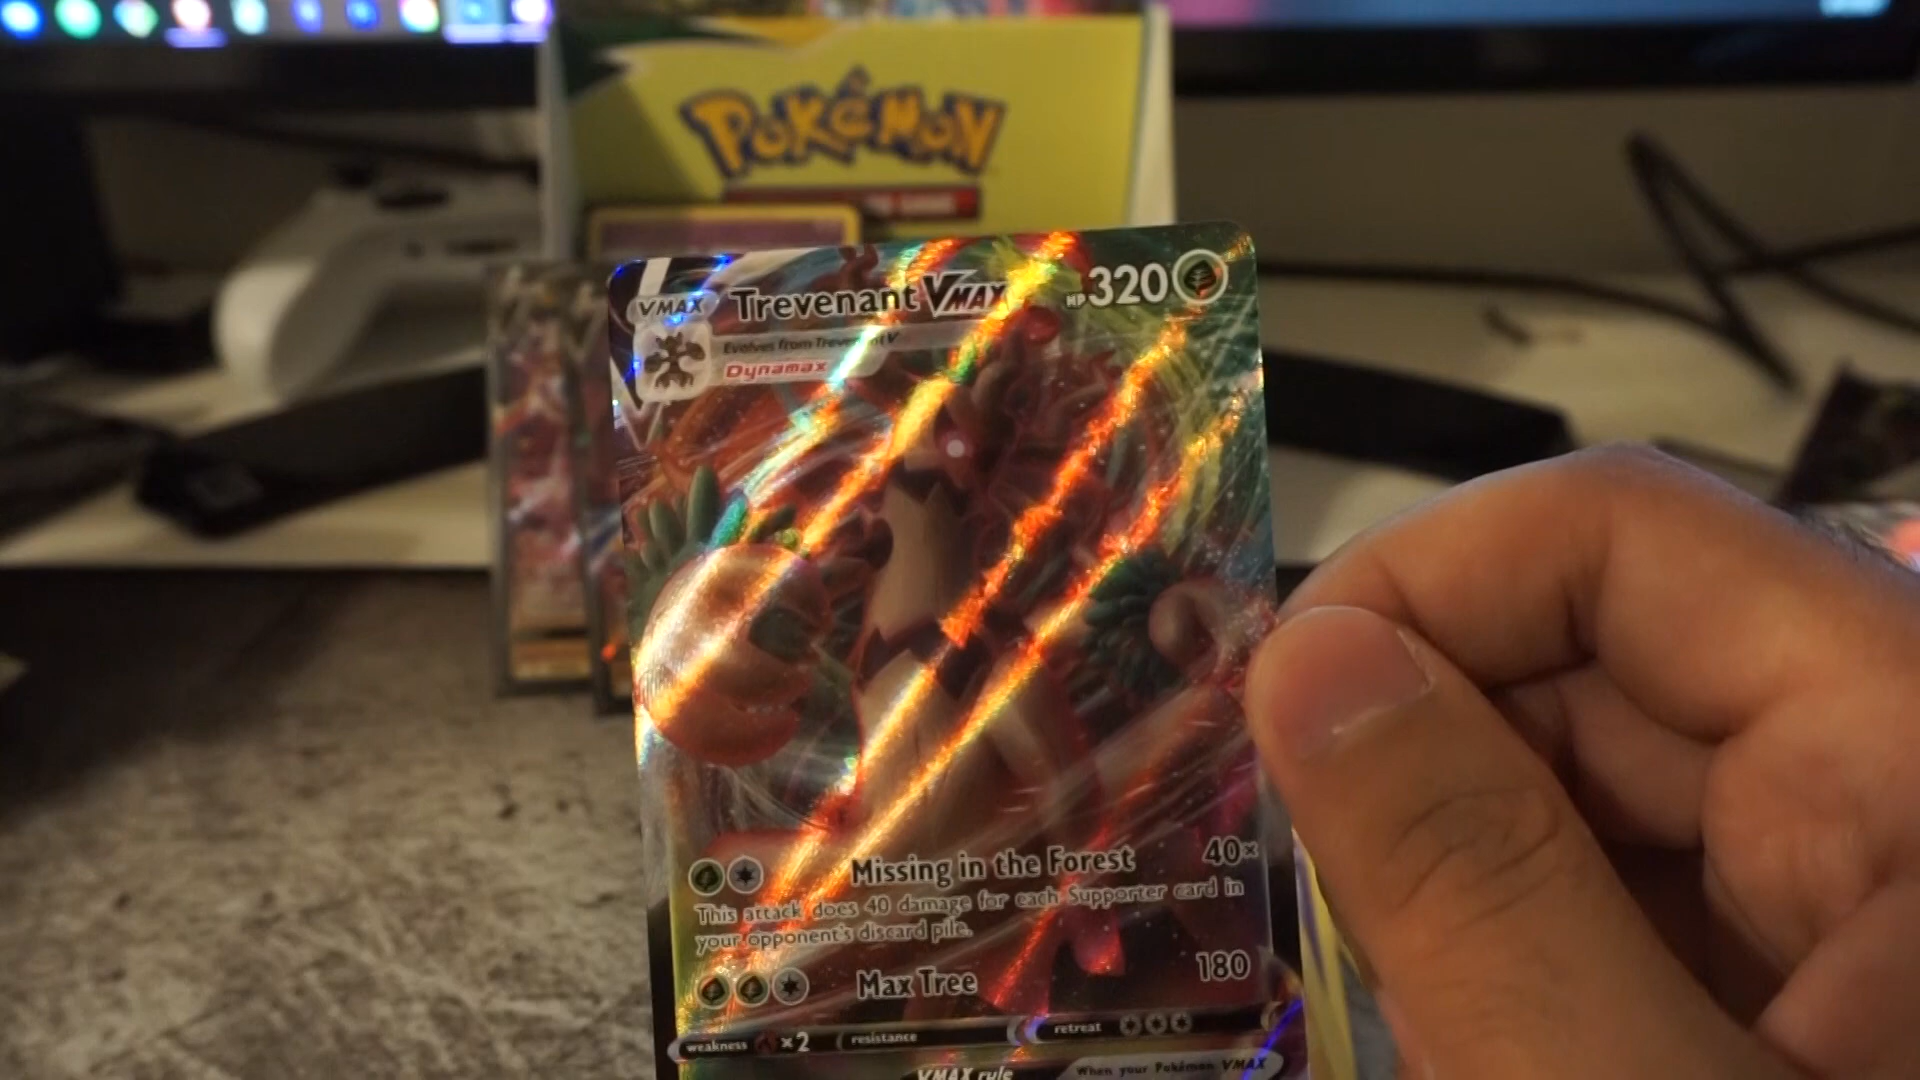 POKÉMON
VMAX
Trevenant VMAX
HP 320
Evolves from Trevenant V
Dynamax
Missing in the Forest 40×
This attack does 40 damage for each Supporter card in
your opponent's discard pile.
Max Tree 180
weakness ×2 resistance retreat
VMAX rule When your Pokémon VMAX